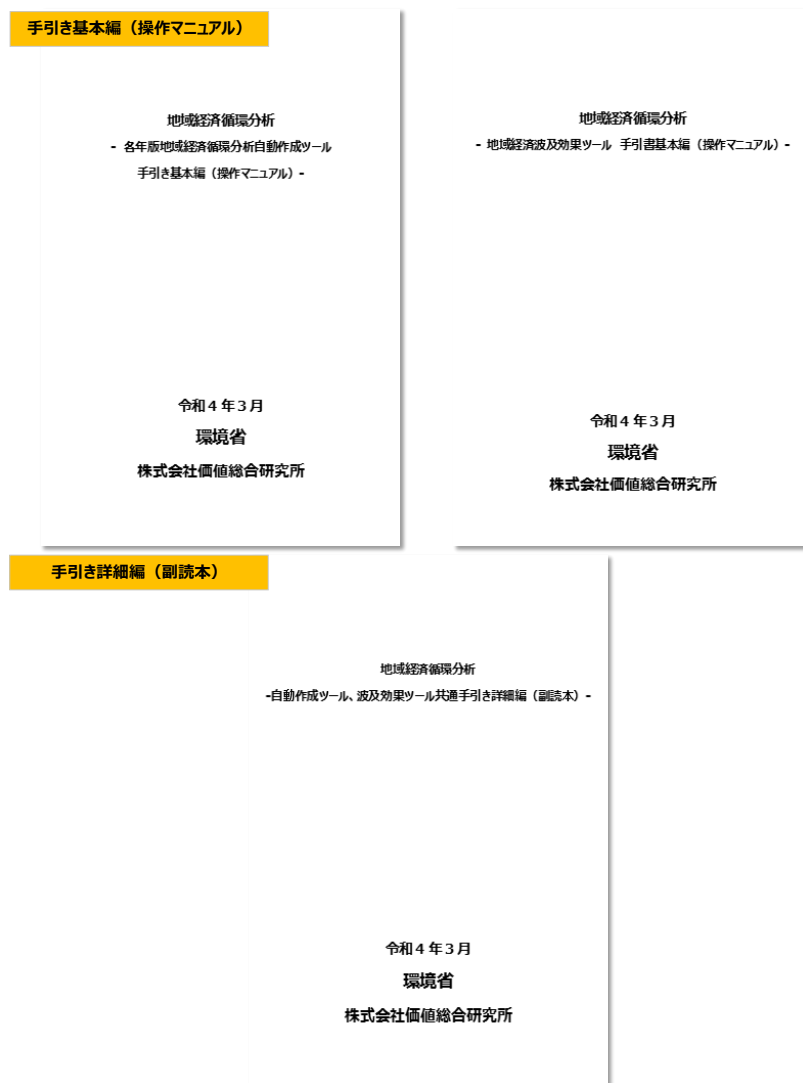 手引き基本編（操作マニュアル）
地域経済循環分析
- 各年版地域経済循環分析自動作成ツール
手引き基本編（操作マニュアル）-
令和４年３月
環境省
株式会社価値総合研究所
地域経済循環分析
- 地域経済波及効果ツール　手引書基本編（操作マニュアル）-
令和４年３月
環境省
株式会社価値総合研究所
手引き詳細編（副読本）
地域経済循環分析
-自動作成ツール、波及効果ツール共通手引き詳細編（副読本）-
令和４年３月
環境省
株式会社価値総合研究所